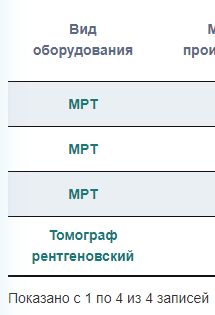 Вид
оборудования
МРТ
МРТ
МРТ
Томограф
рентгеновский
Показано с 1 по 4 из 4 записей